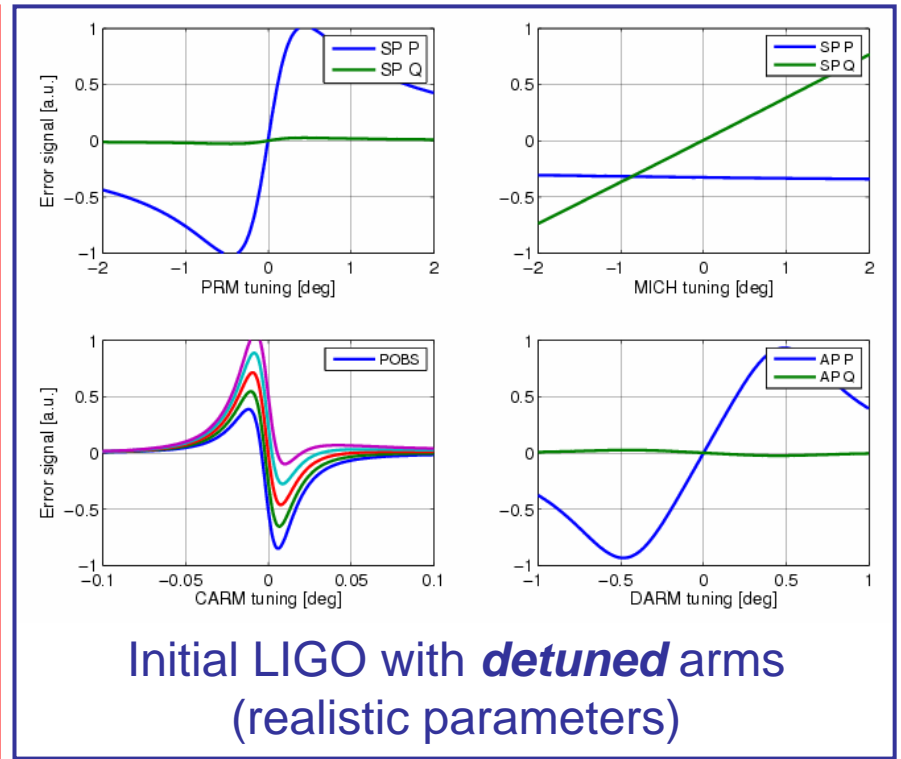 Error signal [a.u.]
1
0.5
0
−0.5
−1
SP P
SP Q
−2
−1
0
1
2
PRM tuning [deg]
1
0.5
0
−0.5
−1
SP P
SP Q
−2
−1
0
1
2
MICH tuning [deg]
Error signal [a.u.]
1
0.5
0
−0.5
−1
POBS
−0.1
−0.05
0
0.05
0.1
CARM tuning [deg]
1
0.5
0
−0.5
−1
AP P
AP Q
−1
−0.5
0
0.5
1
DARM tuning [deg]
Initial LIGO with detuned arms
(realistic parameters)